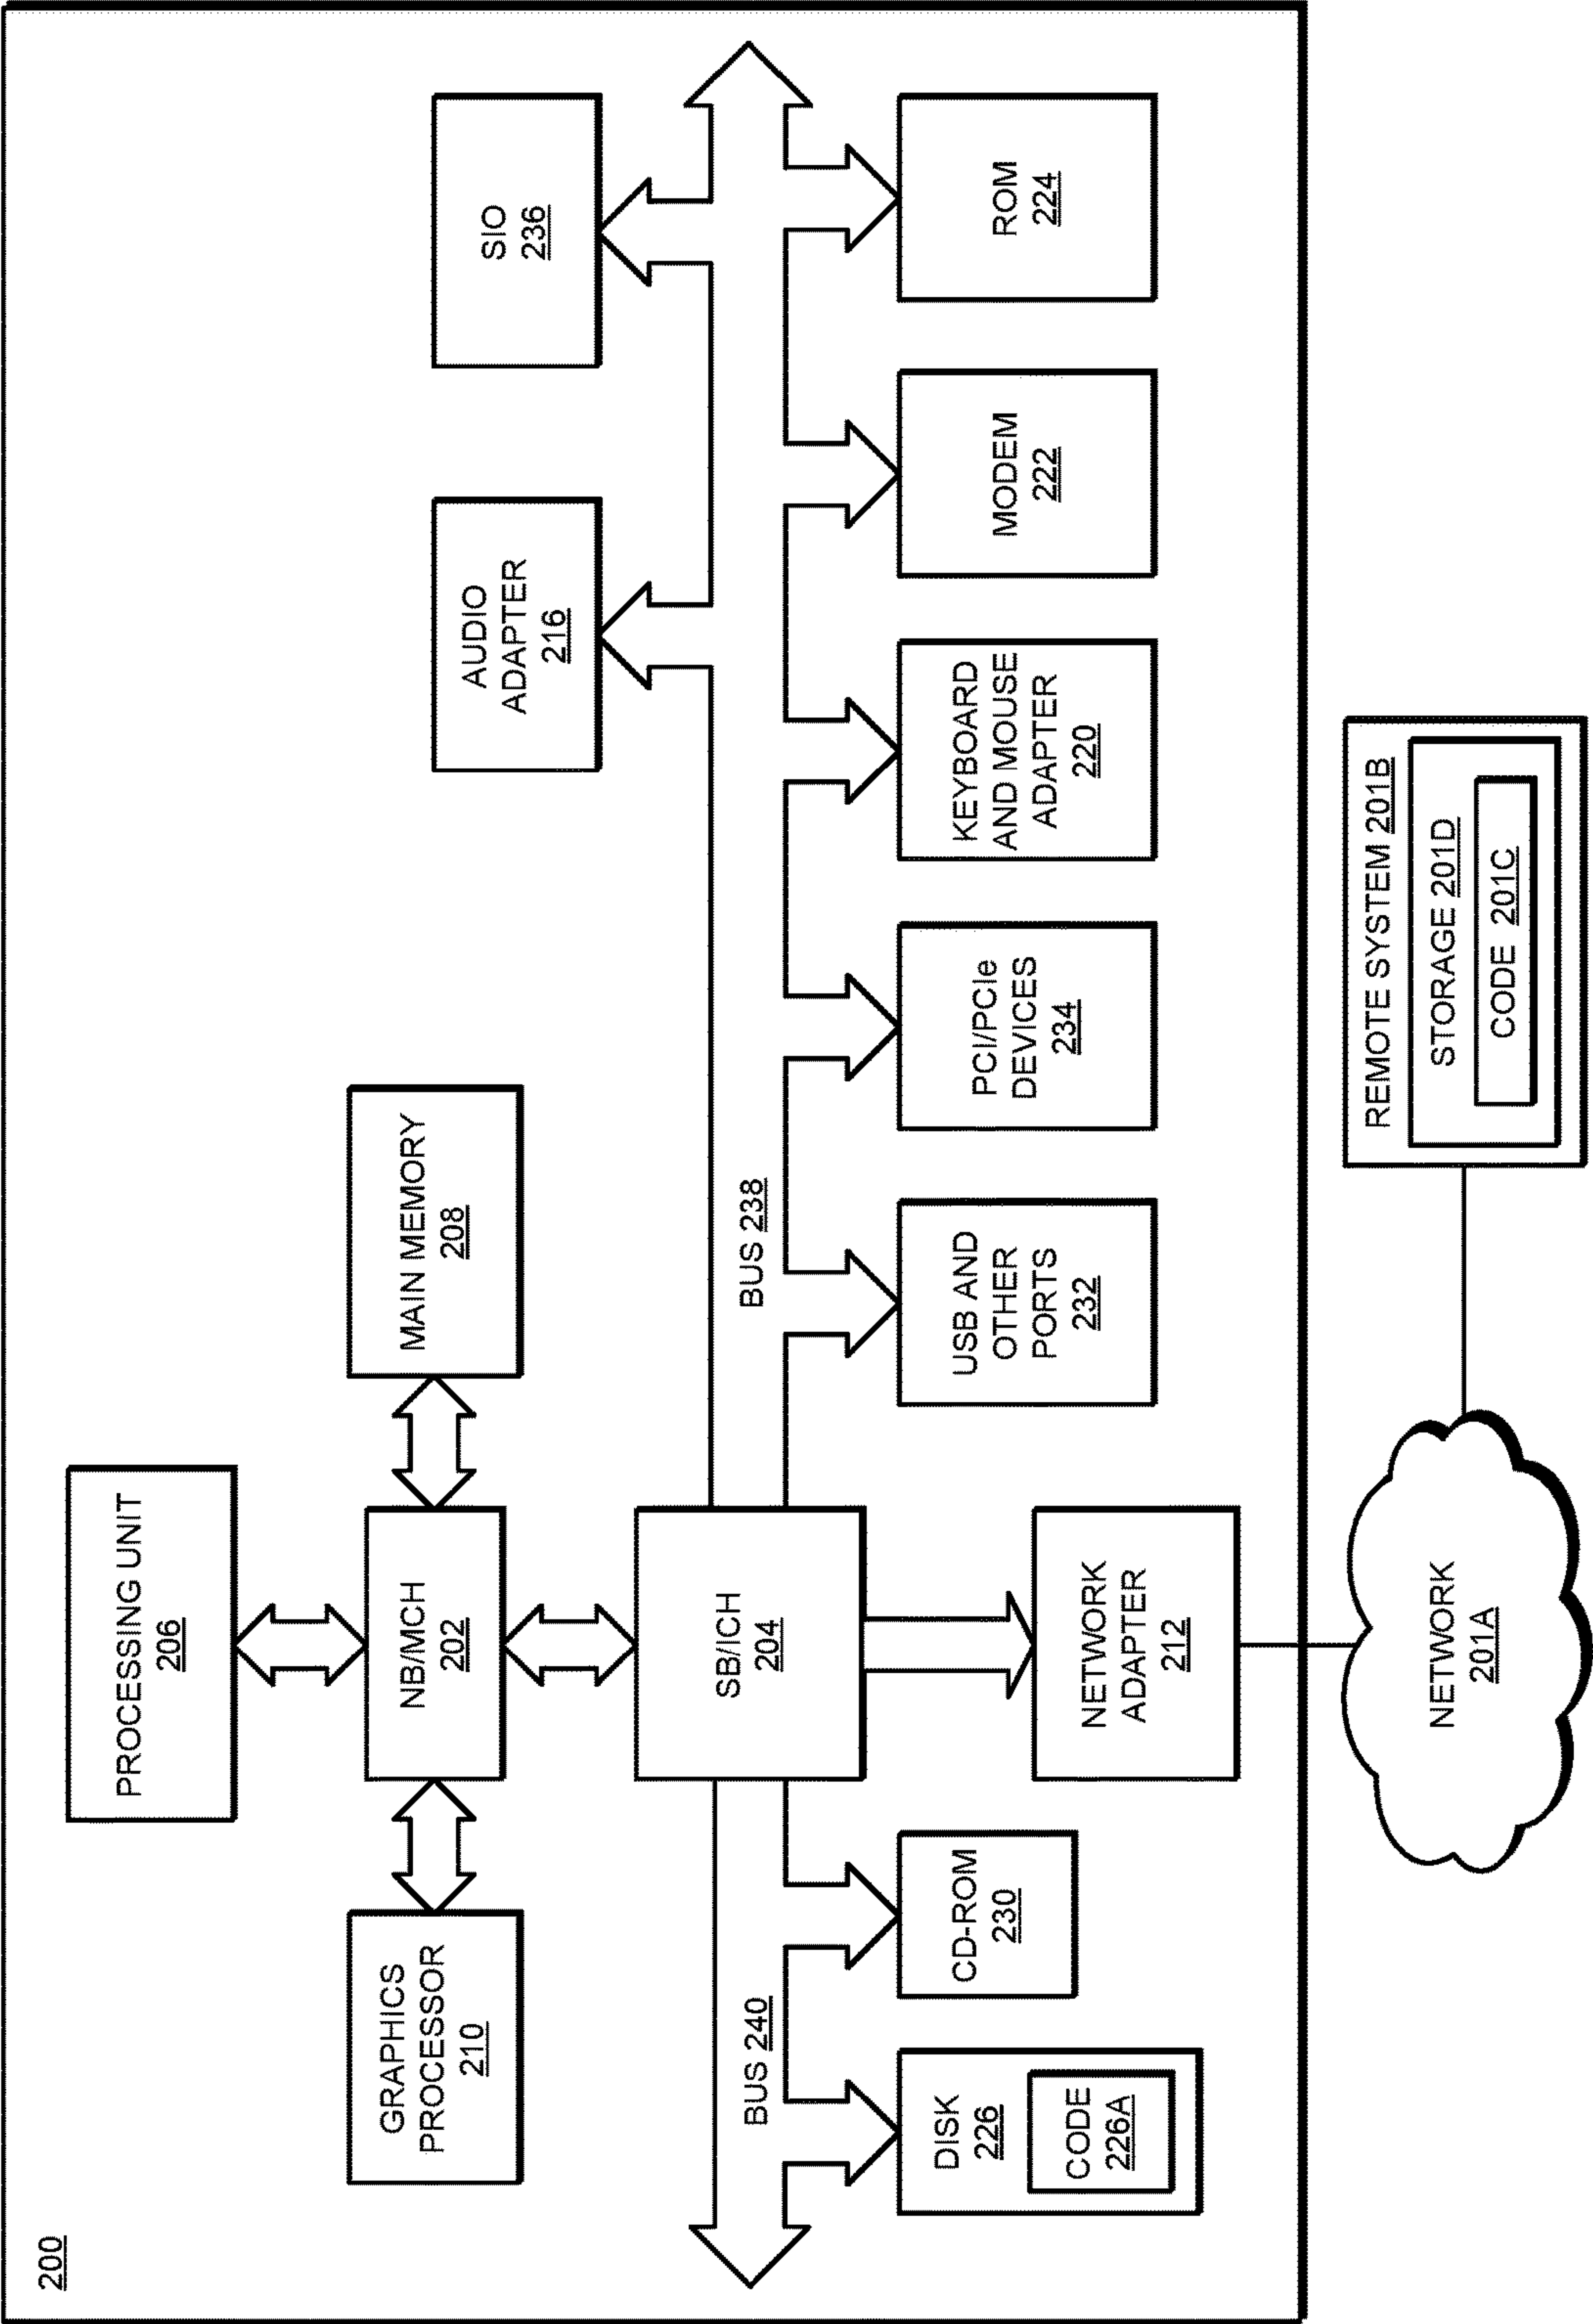 200
PROCESSING UNIT
206
GRAPHICS
PROCESSOR
210
NB/MCH
202
MAIN MEMORY
208
AUDIO
ADAPTER
216
SIO
236
SB/ICH
204
BUS 240
BUS 238
DISK
226
CODE
226A
CD-ROM
230
NETWORK
ADAPTER
212
USB AND
OTHER
PORTS
232
PCI/PCIe
DEVICES
234
KEYBOARD
AND MOUSE
ADAPTER
220
MODEM
222
ROM
224
NETWORK
201A
REMOTE SYSTEM 201B
STORAGE 201D
CODE 201C